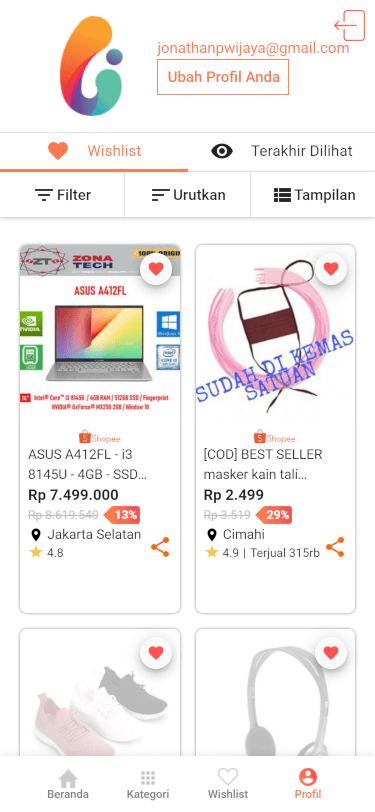 jonathanpwijaya@gmail.com
Ubah Profil Anda
Wishlist
Terakhir Dilihat
Filter
Urutkan
Tampilan
ZT
ZONA
TECH
100% ORIGIN
ASUS A412FL
NVIDIA
Windows
14" Intel® Core™ i3 8145U / 4GB RAM / 512GB SSD / Fingerprint
NVIDIA® GeForce® MX250 2GB / Window 10
Shopee
ASUS A412FL - i3
8145U - 4GB - SSD...
Rp 7.499.000
Rp 8.619.540
13%
Jakarta Selatan
4.8
SUDAH DI KEMAS
SATUAN
Shopee
[COD] BEST SELLER
masker kain tali...
Rp 2.499
Rp 3.519
29%
Cimahi
4.9 | Terjual 315rb
Beranda
Kategori
Wishlist
Profil